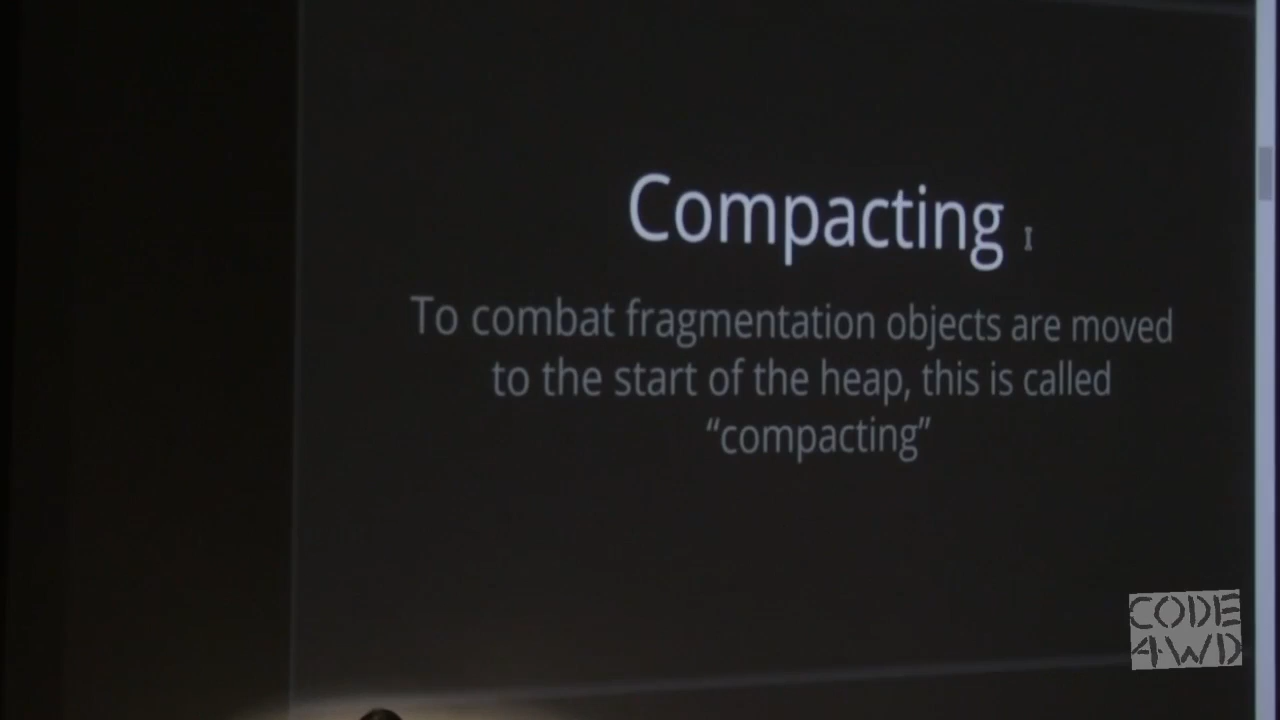 Compacting
To combat fragmentation objects are moved
to the start of the heap, this is called
“compacting”
CODE
4WD